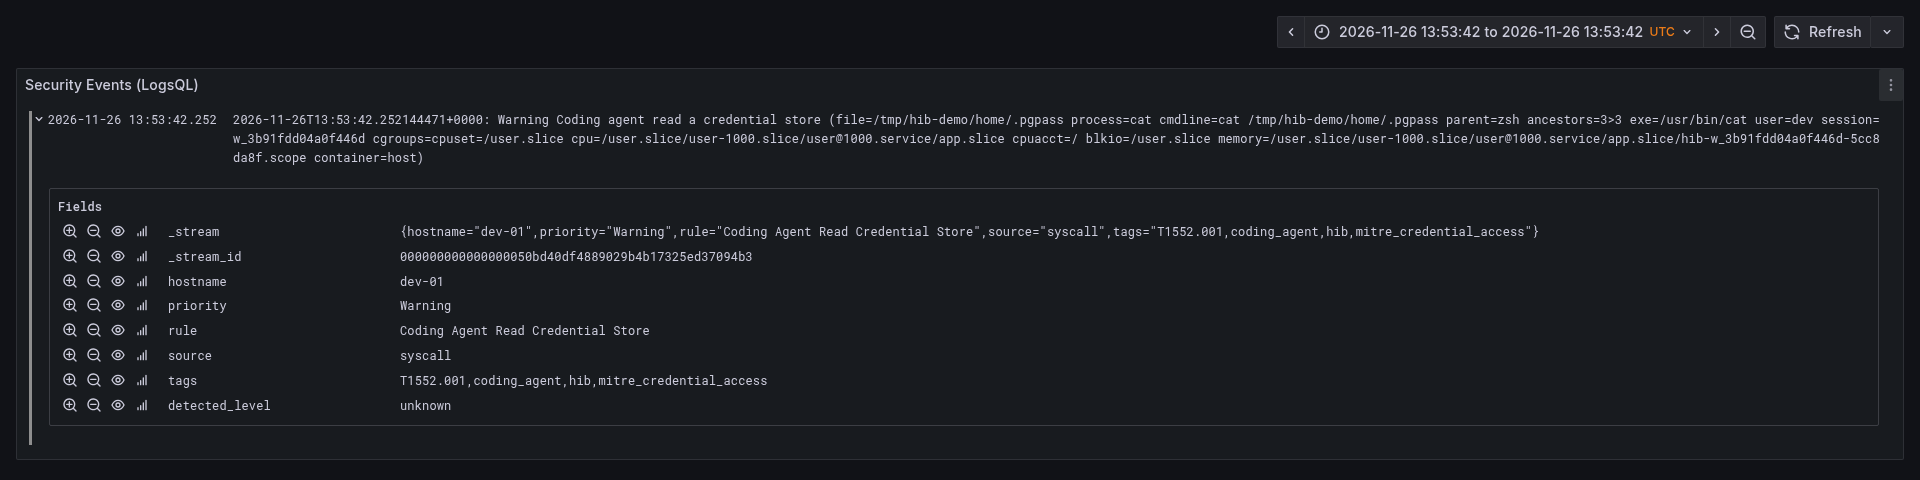 2026-11-26 13:53:42 to 2026-11-26 13:53:42 UTC
Refresh
Security Events (LogsQL)
2026-11-26 13:53:42.252 2026-11-26T13:53:42.252144471+0000: Warning Coding agent read a credential store (file=/tmp/hib-demo/home/.pgpass process=cat cmdline=cat /tmp/hib-demo/home/.pgpass parent=zsh ancestors=3>3 exe=/usr/bin/cat user=dev session=
w_3b91fdd04a0f446d cgroups=cpuset=/user.slice cpu=/user.slice/user-1000.slice/user@1000.service/app.slice cpuacct=/ blkio=/user.slice memory=/user.slice/user-1000.slice/user@1000.service/app.slice/hib-w_3b91fdd04a0f446d-5cc8
da8f.scope container=host)
Fields
_stream {hostname="dev-01",priority="Warning",rule="Coding Agent Read Credential Store",source="syscall",tags="T1552.001,coding_agent,hib,mitre_credential_access"}
_stream_id 000000000000000050bd40df4889029b4b17325ed37094b3
hostname dev-01
priority Warning
rule Coding Agent Read Credential Store
source syscall
tags T1552.001,coding_agent,hib,mitre_credential_access
detected_level unknown